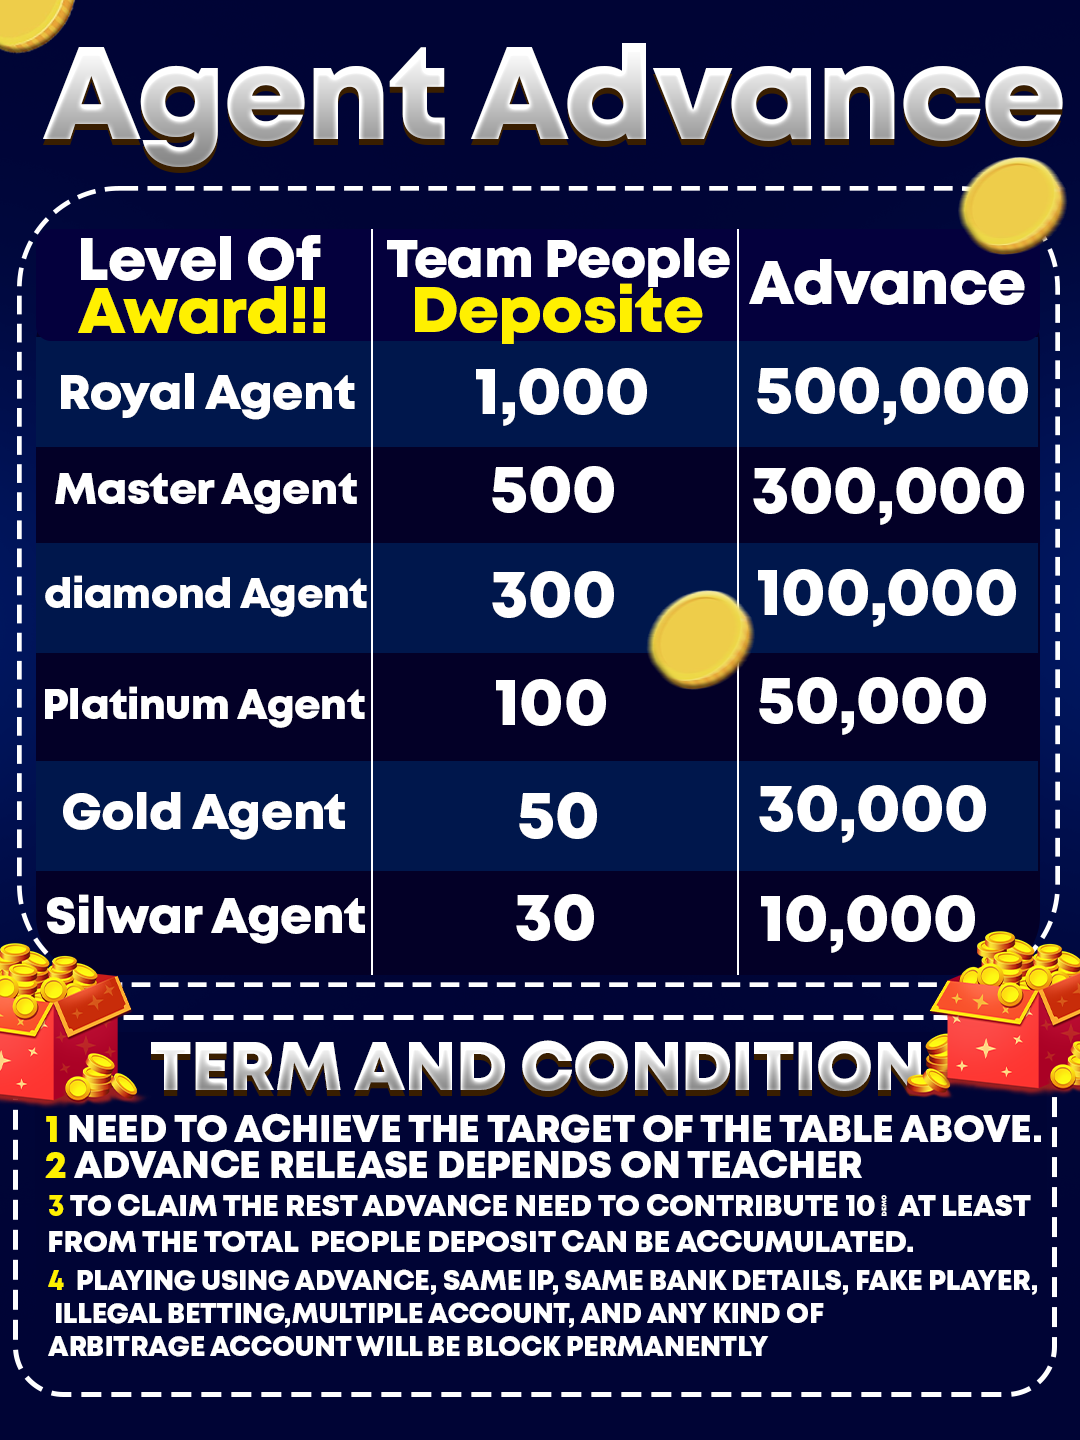 Agent Advance
Level Of
Award!!
Team People
Deposite
Advance
Royal Agent 1,000 500,000
Master Agent 500 300,000
diamond Agent 300 100,000
Platinum Agent 100 50,000
Gold Agent 50 30,000
Silwar Agent 30 10,000
TERM AND CONDITION
1 NEED TO ACHIEVE THE TARGET OF THE TABLE ABOVE.
2 ADVANCE RELEASE DEPENDS ON TEACHER
3 TO CLAIM THE REST ADVANCE NEED TO CONTRIBUTE 10 AT LEAST
FROM THE TOTAL PEOPLE DEPOSIT CAN BE ACCUMULATED.
4 PLAYING USING ADVANCE, SAME IP, SAME BANK DETAILS, FAKE PLAYER,
ILLEGAL BETTING,MULTIPLE ACCOUNT, AND ANY KIND OF
ARBITRAGE ACCOUNT WILL BE BLOCK PERMANENTLY